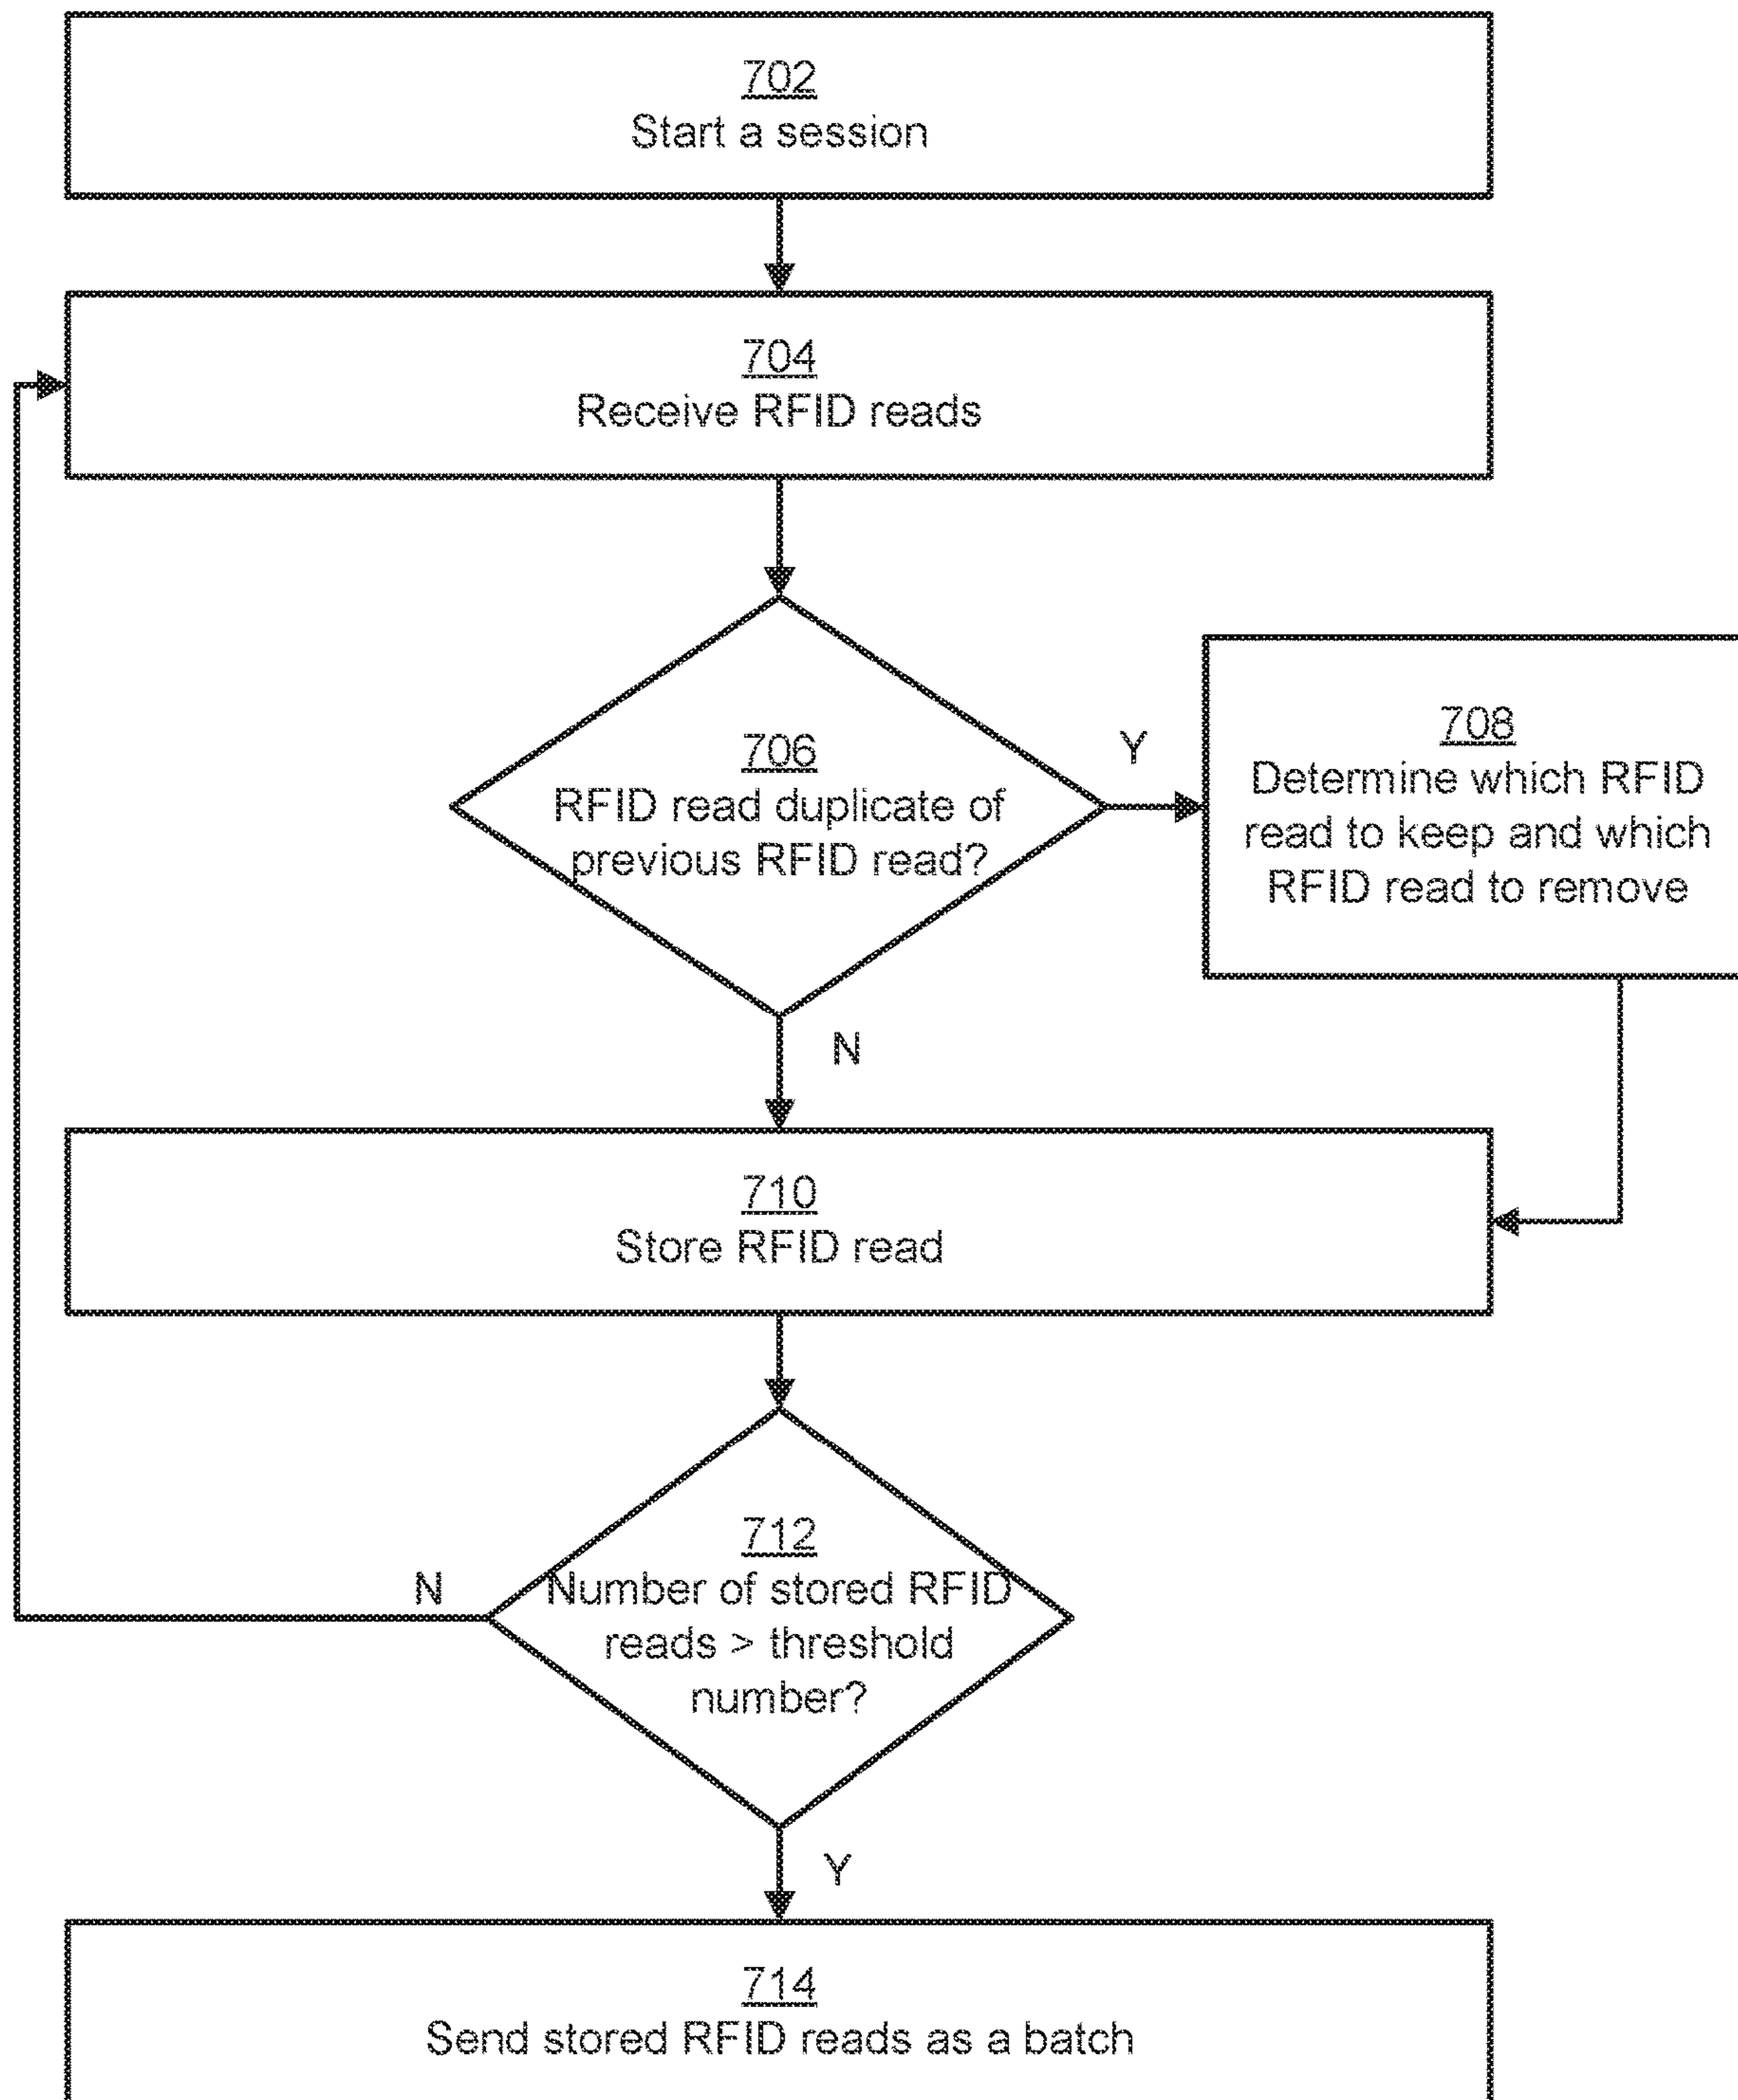 702
Start a session
704
Receive RFID reads
706
RFID read duplicate of
previous RFID read?
Y
708
Determine which RFID
read to keep and which
RFID read to remove
N
710
Store RFID read
712
Number of stored RFID
reads > threshold
number?
N
Y
714
Send stored RFID reads as a batch